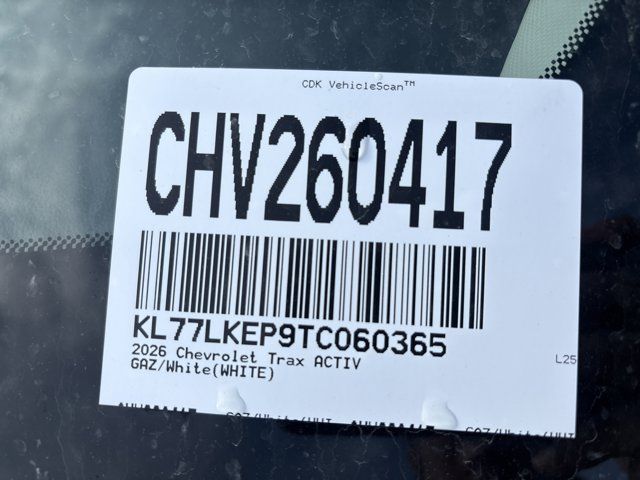 CDK VehicleScan™
CHV260417
KL77LKEP9TC060365
2026 Chevrolet Trax ACTIV
L25
GAZ/White(WHITE)